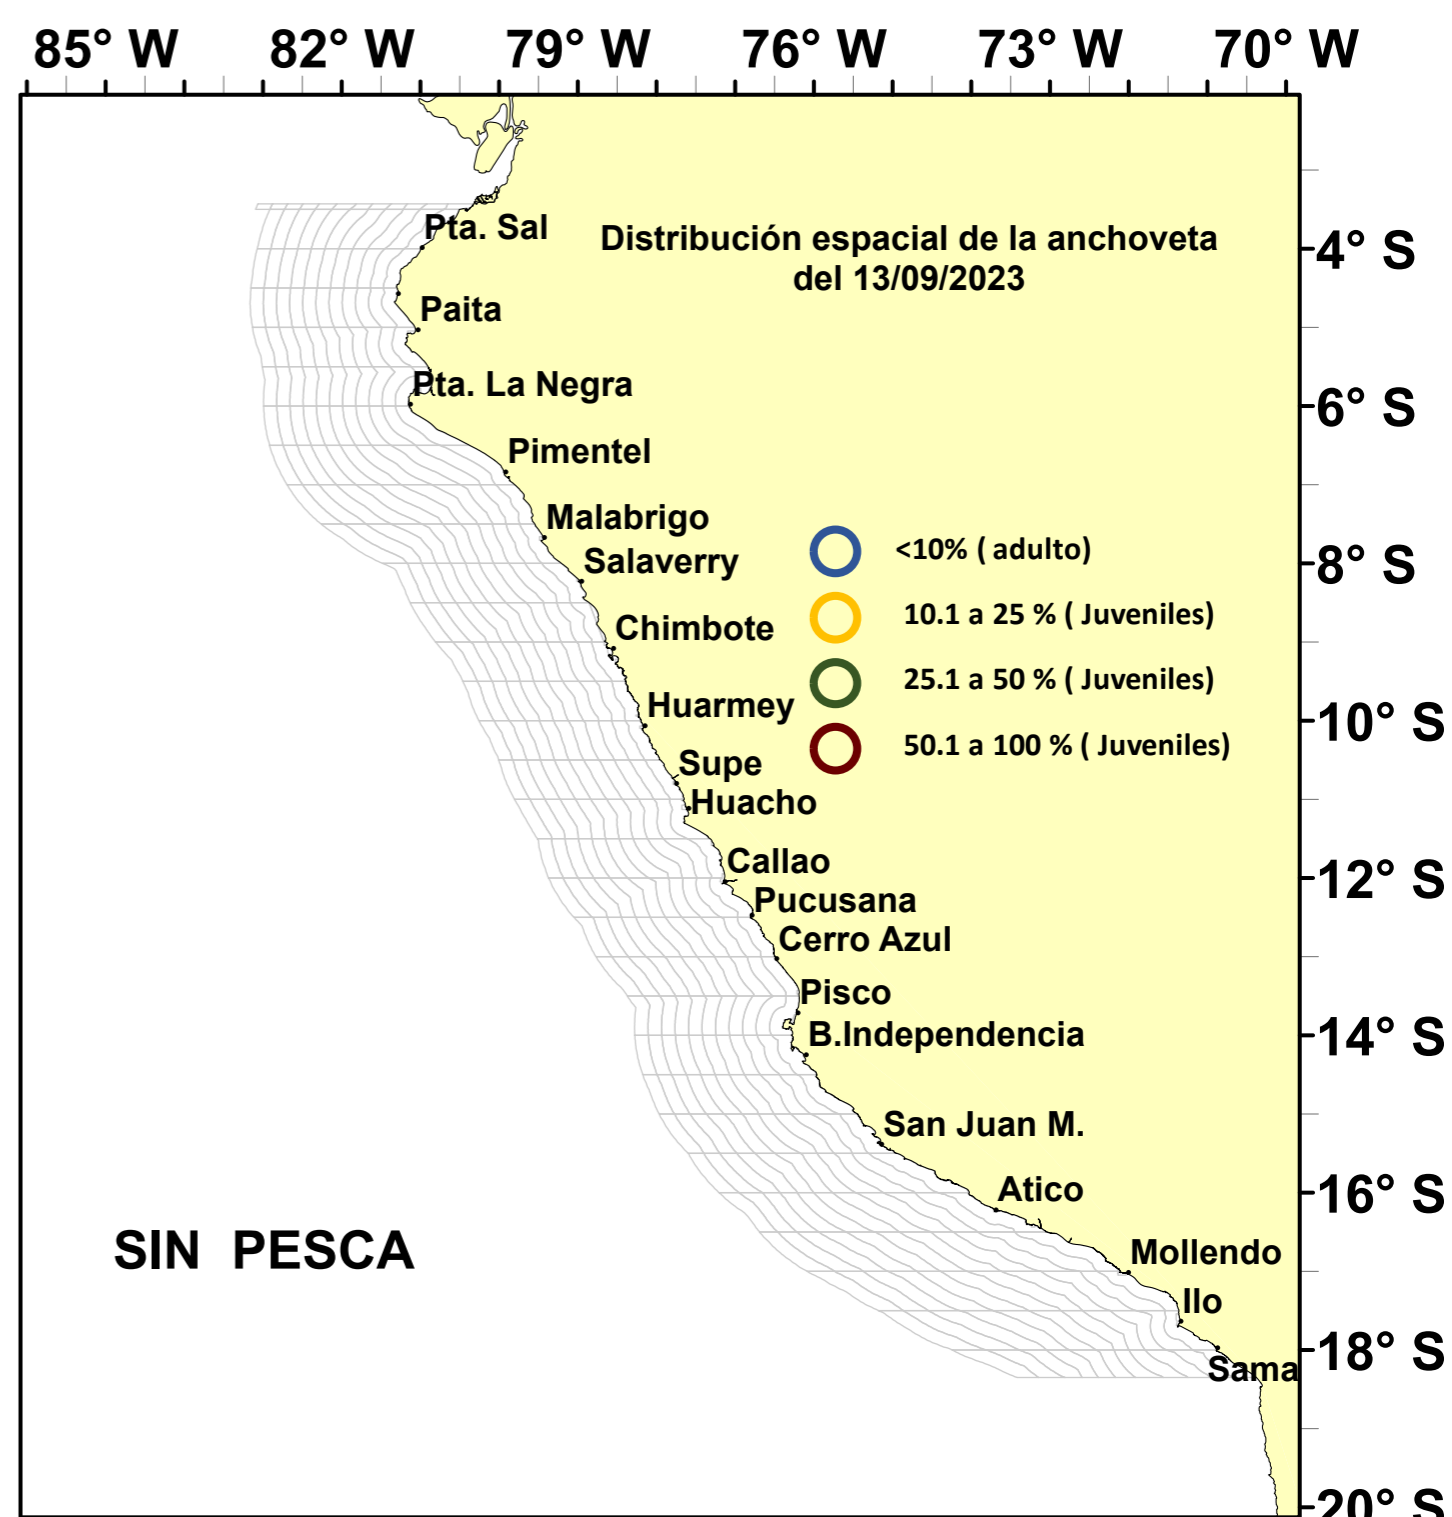 85° W 82° W 79° W 76° W 73° W 70° W
Pta. Sal
Distribución espacial de la anchoveta
del 13/09/2023
4° S
Paita
Pta. La Negra
6° S
Pimentel
Malabrigo
<10% ( adulto)
Salaverry
8° S
10.1 a 25 % ( Juveniles)
Chimbote
25.1 a 50 % ( Juveniles)
Huarmey
10° S
50.1 a 100 % ( Juveniles)
Supe
Huacho
Callao
12° S
Pucusana
Cerro Azul
Pisco
B.Independencia
14° S
San Juan M.
Atico
16° S
SIN PESCA
Mollendo
Ilo
18° S
Sama
20° S